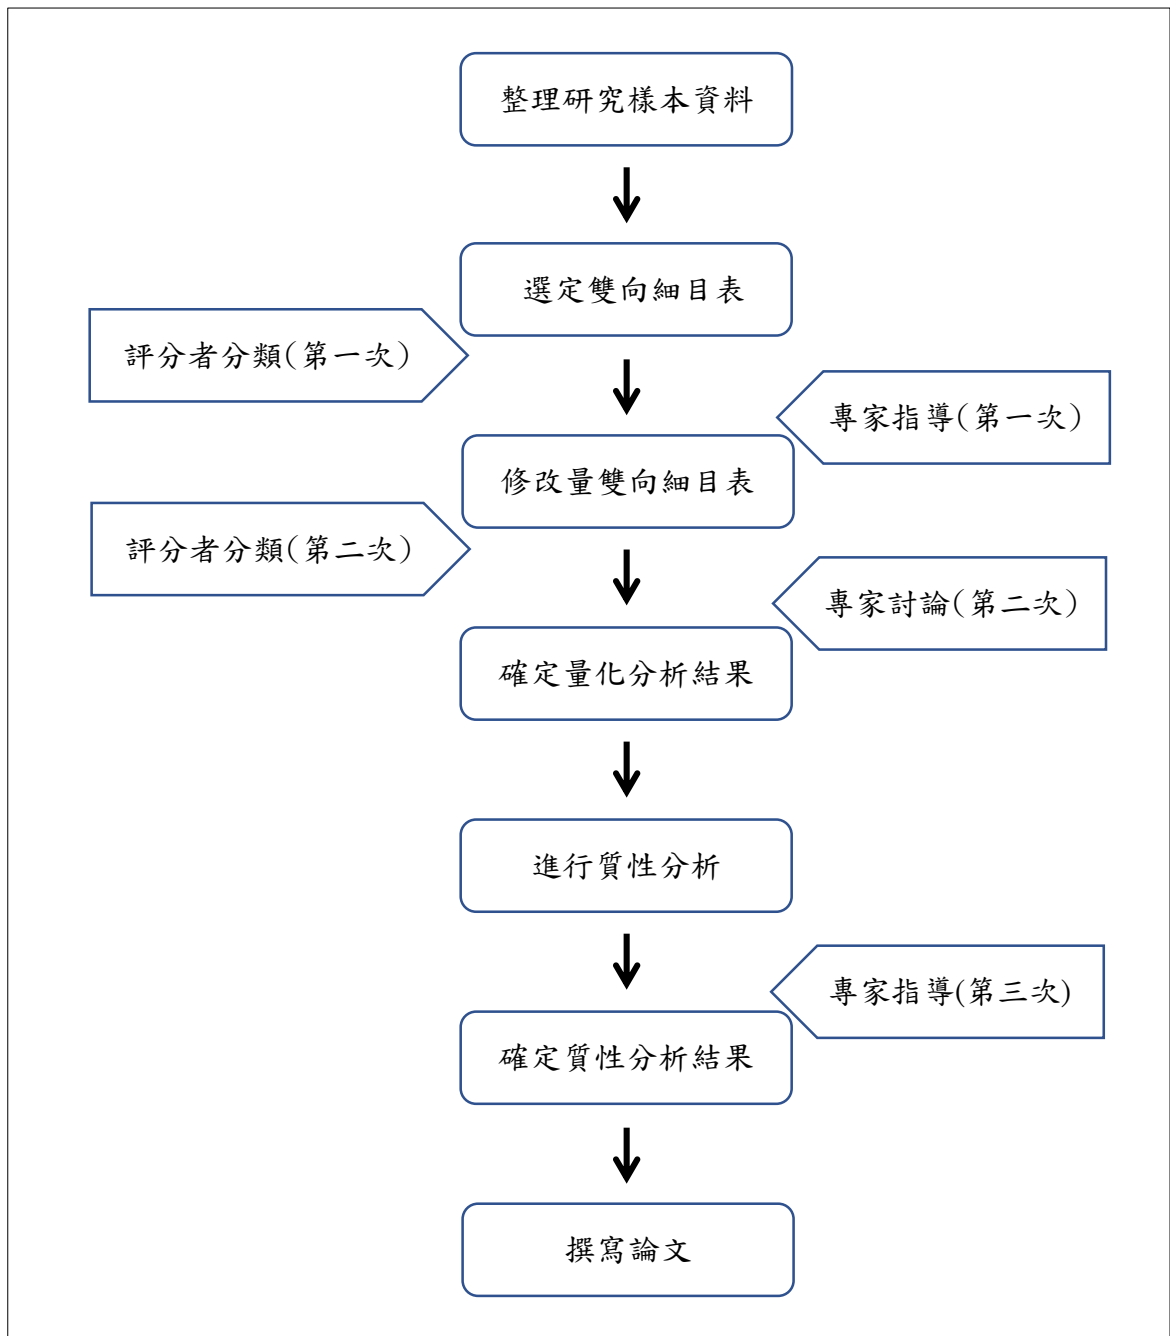 整理研究樣本資料
選定雙向細目表
評分者分類(第一次)
專家指導(第一次)
修改量雙向細目表
評分者分類(第二次)
專家討論(第二次)
確定量化分析結果
進行質性分析
專家指導(第三次)
確定質性分析結果
撰寫論文